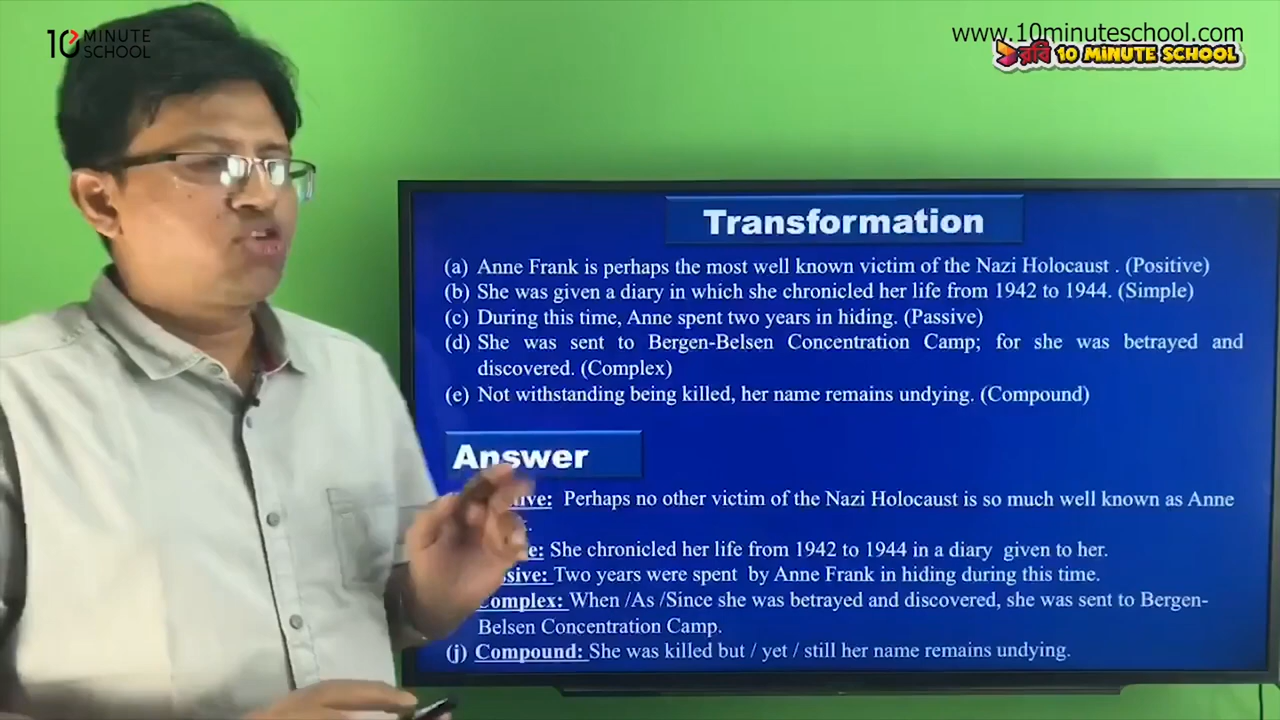 10 MINUTE SCHOOL
www.10minuteschool.com
রবি 10 MiNUTE SCHOOL
Transformation
(a) Anne Frank is perhaps the most well known victim of the Nazi Holocaust . (Positive)
(b) She was given a diary in which she chronicled her life from 1942 to 1944. (Simple)
(c) During this time, Anne spent two years in hiding. (Passive)
(d) She was sent to Bergen-Belsen Concentration Camp; for she was betrayed and
discovered. (Complex)
(e) Not withstanding being killed, her name remains undying. (Compound)
Answer
Perhaps no other victim of the Nazi Holocaust is so much well known as Anne
She chronicled her life from 1942 to 1944 in a diary given to her.
Two years were spent by Anne Frank in hiding during this time.
Complex: When /As /Since she was betrayed and discovered, she was sent to Bergen-
Belsen Concentration Camp.
(j) Compound: She was killed but / yet / still her name remains undying.